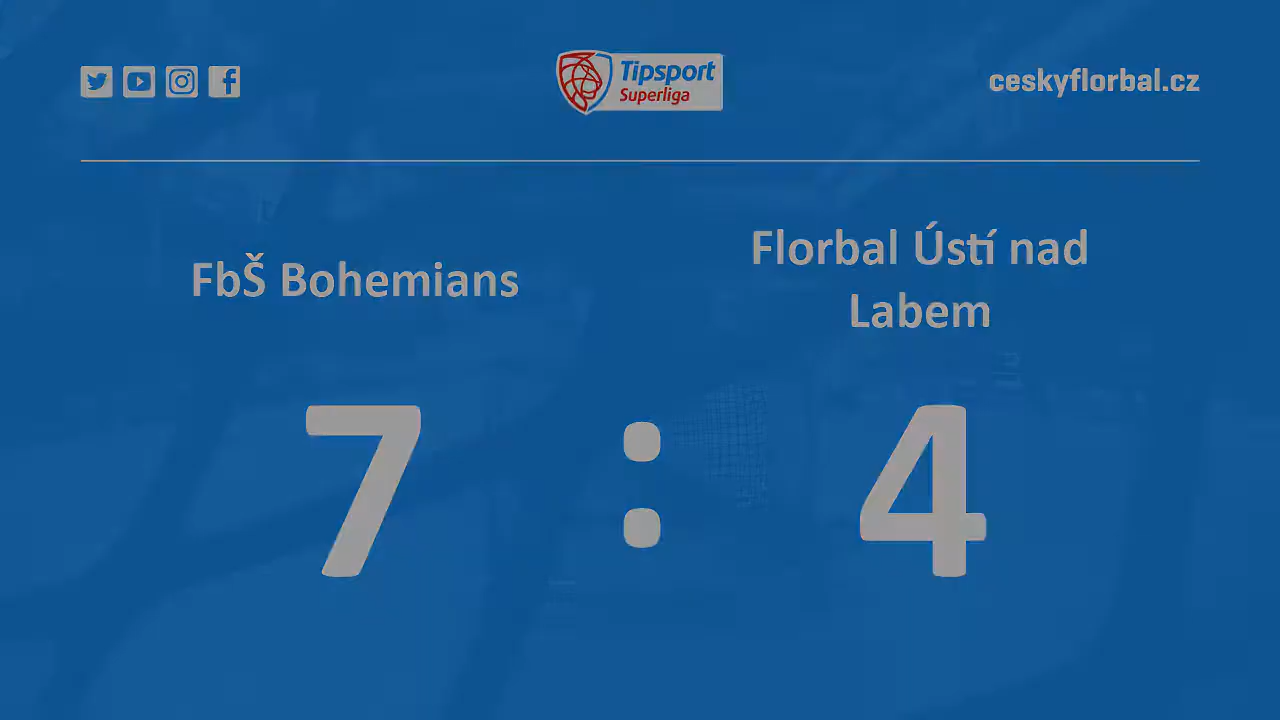 Tipsport
Superliga
ceskyflorbal.cz
FbŠ Bohemians
Florbal Ústí nad
Labem
7 : 4